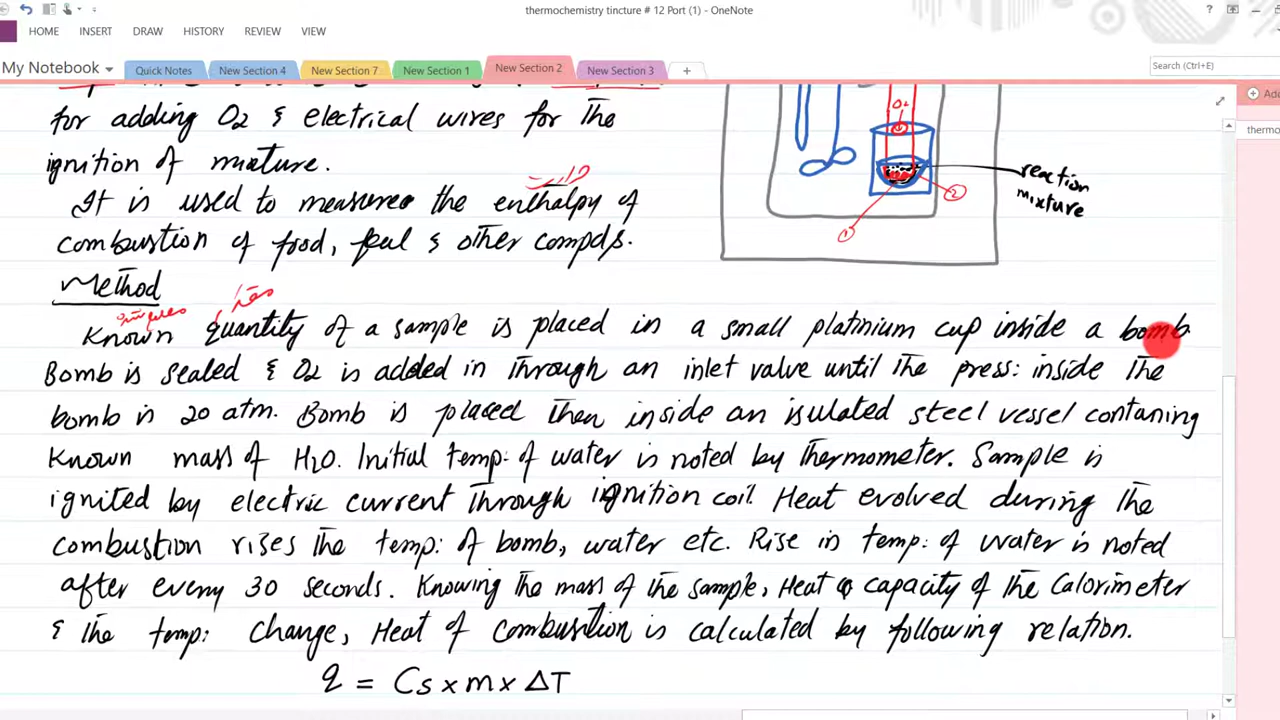 thermochemistry tincture # 12 Port (1) - OneNote
HOME INSERT DRAW HISTORY REVIEW VIEW
My Notebook Quick Notes New Section 4 New Section 7 New Section 1 New Section 2 New Section 3 +
Search (Ctrl+E)
Add
thermo
for adding O2 & electrical wires for the
ignition of mixture.
It is used to measure the enthalpy of
combustion of food, fuel & other compds.
O2
reaction
mixture
1
2
Method
Known quantity of a sample is placed in a small platinium cup inside a bomb
Bomb is sealed & O2 is added in through an inlet valve until the press: inside the
bomb is 20 atm. Bomb is placed then inside an isulated steel vessel contaning
Known mass of H2O. Initial temp: of water is noted by thermometer. Sample is
ignited by electric current through ignition coil. Heat evolved during the
combustion rises the temp: of bomb, water etc. Rise in temp: of water is noted
after every 30 seconds. Knowing the mass of the sample, Heat capacity of the Calorimeter
& the temp: Change, Heat of combustion is calculated by following relation.
q = Cs × m × ΔT